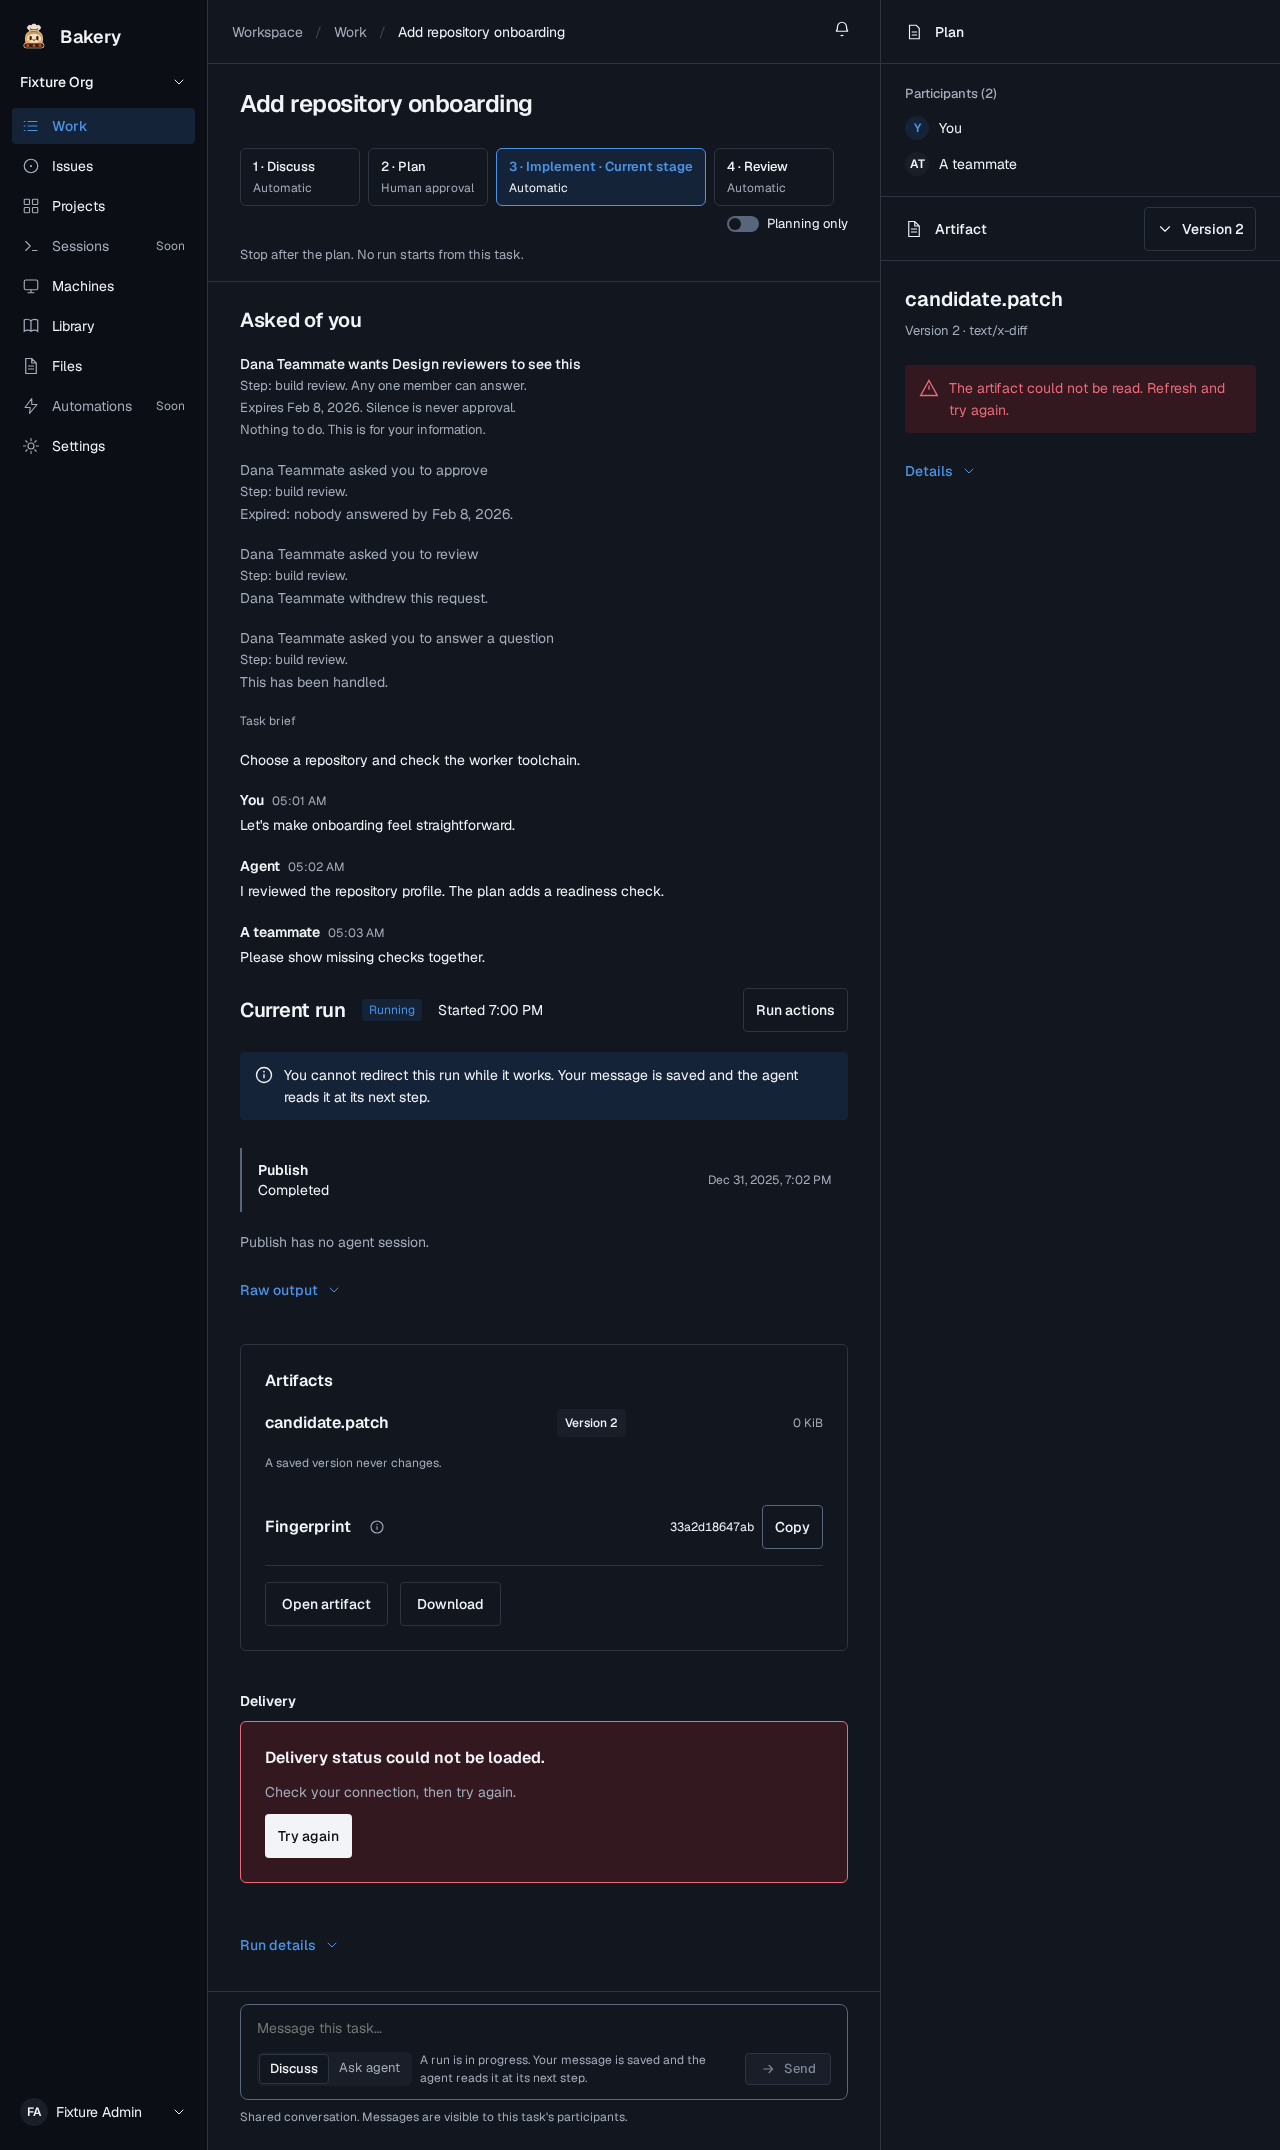 Bakery
Fixture Org
Work
Issues
Projects
Sessions Soon
Machines
Library
Files
Automations Soon
Settings
FA Fixture Admin
Workspace / Work / Add repository onboarding
Add repository onboarding
1 · Discuss
Automatic
2 · Plan
Human approval
3 · Implement · Current stage
Automatic
4 · Review
Automatic
Planning only
Stop after the plan. No run starts from this task.
Asked of you
Dana Teammate wants Design reviewers to see this
Step: build review. Any one member can answer.
Expires Feb 8, 2026. Silence is never approval.
Nothing to do. This is for your information.
Dana Teammate asked you to approve
Step: build review.
Expired: nobody answered by Feb 8, 2026.
Dana Teammate asked you to review
Step: build review.
Dana Teammate withdrew this request.
Dana Teammate asked you to answer a question
Step: build review.
This has been handled.
Task brief
Choose a repository and check the worker toolchain.
You 05:01 AM
Let's make onboarding feel straightforward.
Agent 05:02 AM
I reviewed the repository profile. The plan adds a readiness check.
A teammate 05:03 AM
Please show missing checks together.
Current run Running Started 7:00 PM Run actions
You cannot redirect this run while it works. Your message is saved and the agent
reads it at its next step.
Publish
Completed
Dec 31, 2025, 7:02 PM
Publish has no agent session.
Raw output
Artifacts
candidate.patch Version 2 0 KiB
A saved version never changes.
Fingerprint 33a2d18647ab Copy
Open artifact Download
Delivery
Delivery status could not be loaded.
Check your connection, then try again.
Try again
Run details
Message this task...
Discuss Ask agent
A run is in progress. Your message is saved and the
agent reads it at its next step.
Send
Shared conversation. Messages are visible to this task's participants.
Plan
Participants (2)
Y You
AT A teammate
Artifact Version 2
candidate.patch
Version 2 · text/x-diff
The artifact could not be read. Refresh and
try again.
Details